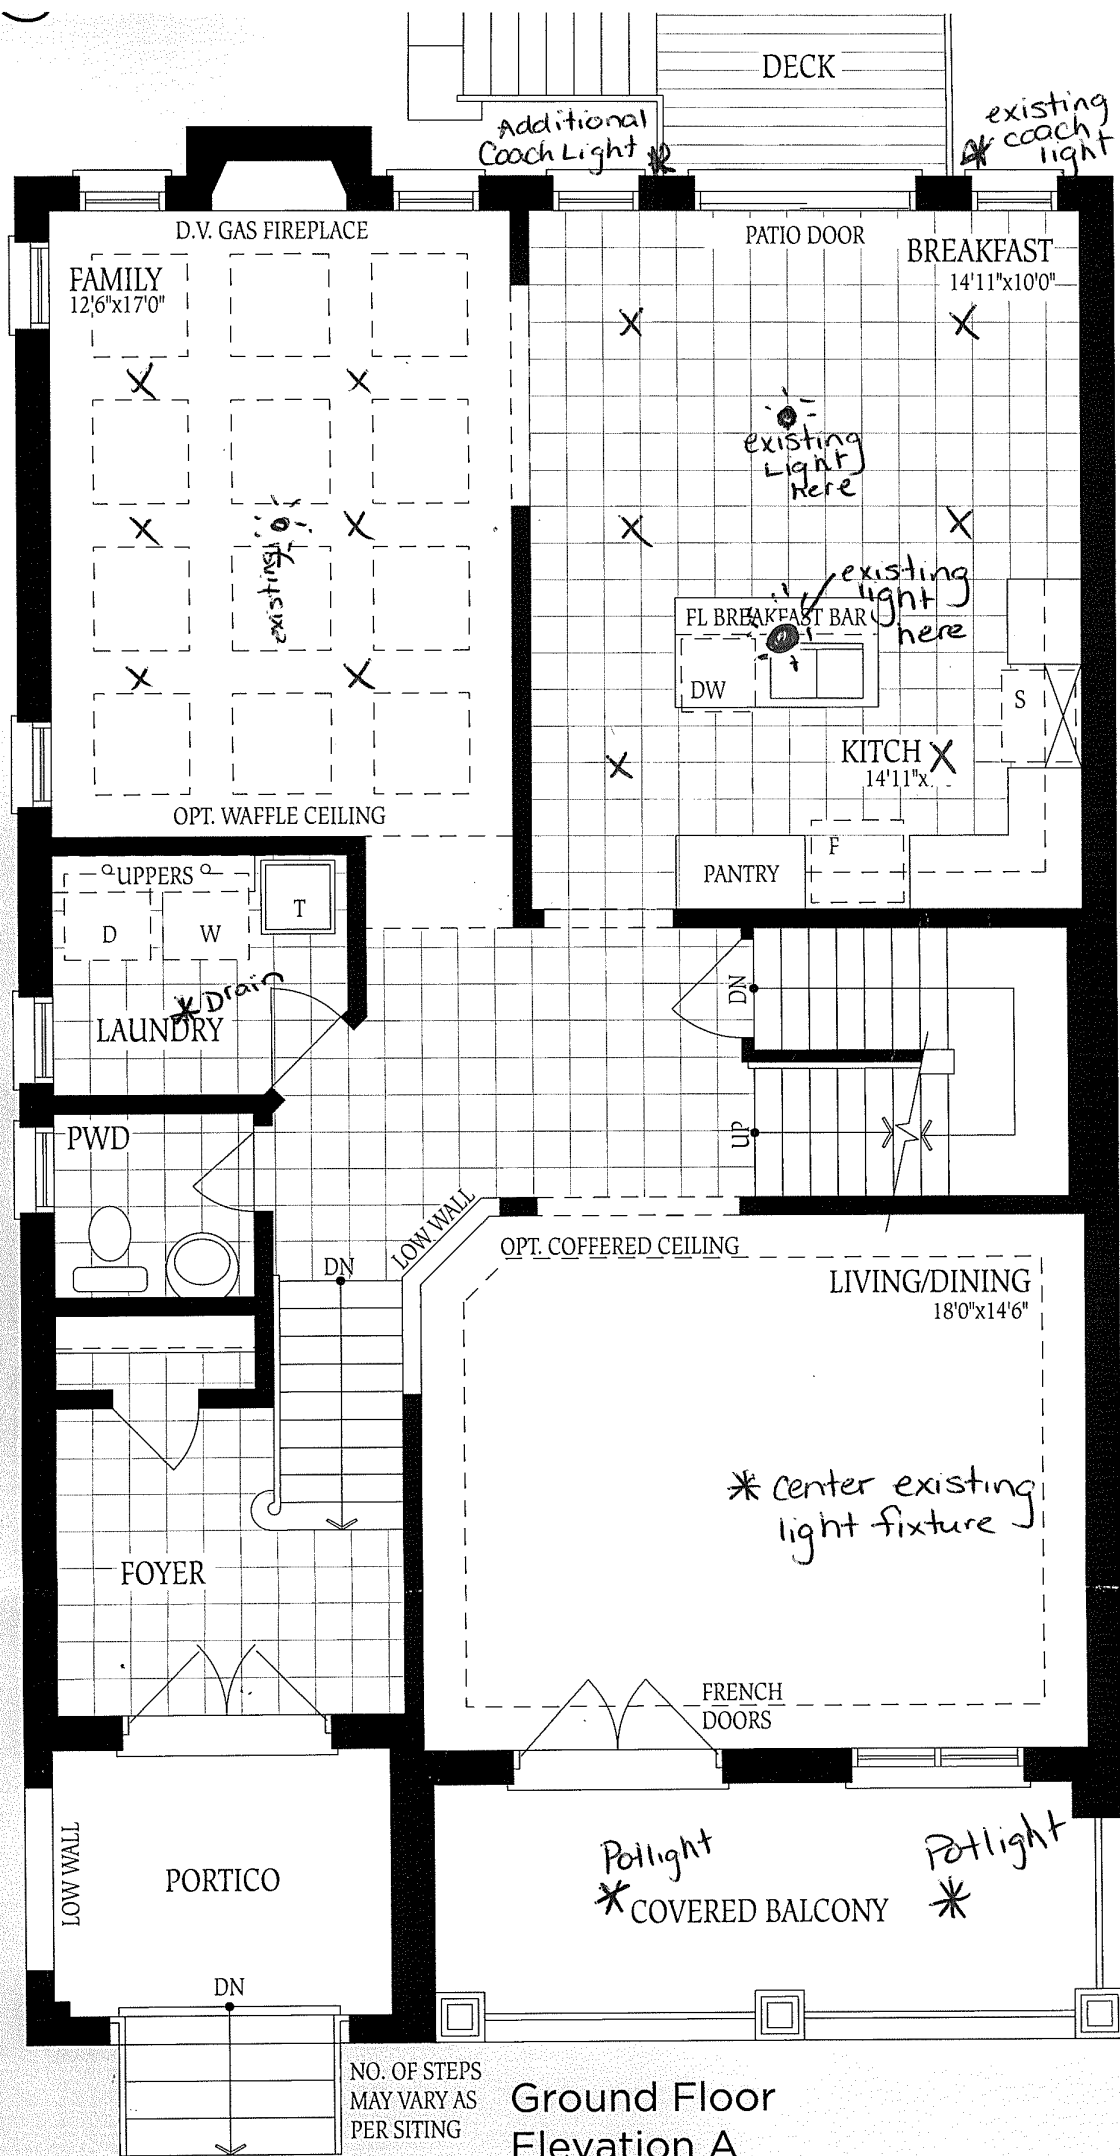 DECK
Additional
Coach Light
existing
coach
light
D.V. GAS FIREPLACE
PATIO DOOR
FAMILY
12'6"x17'0"
BREAKFAST
14'11"x10'0"
existing
Light
here
existing
existing
light
here
FL BREAKFAST BAR
DW
S
KITCH
14'11"x
OPT. WAFFLE CEILING
F
PANTRY
UPPERS
D
W
T
Drain
LAUNDRY
DN
UP
PWD
LOW WALL
DN
OPT. COFFERED CEILING
LIVING/DINING
18'0"x14'6"
center existing
light fixture
FOYER
FRENCH
DOORS
LOW WALL
PORTICO
Potlight
Potlight
COVERED BALCONY
DN
NO. OF STEPS
MAY VARY AS
PER SITING
Ground Floor
Elevation A